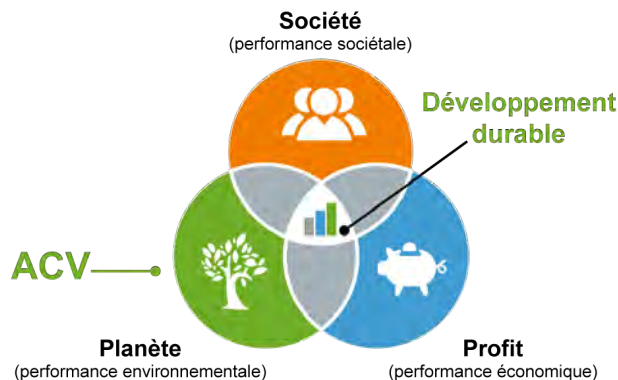 Société
(performance sociétale)
Développement
durable
ACV
Planète
(performance environnementale)
Profit
(performance économique)